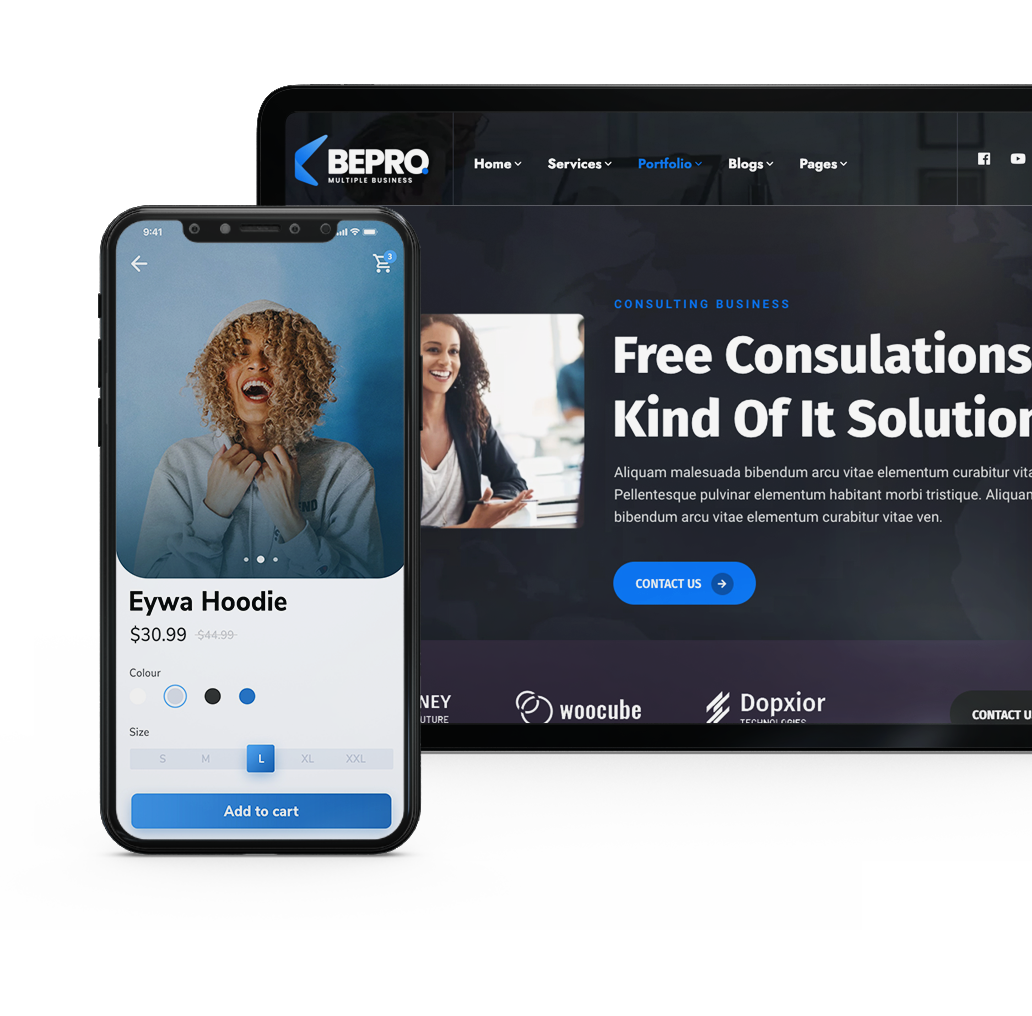 BEPRO
MULTIPLE BUSINESS
Home
Services
Portfolio
Blogs
Pages
CONSULTING BUSINESS
Free Consulations
Kind Of It Solution
Aliquam malesuada bibendum arcu vitae elementum curabitur vita
Pellentesque pulvinar elementum habitant morbi tristique. Aliquam
bibendum arcu vitae elementum curabitur vitae ven.
CONTACT US
NEY
UTURE
woocube
Dopxior
TECHNOLOGIES
CONTACT U
9:41
3
END
Eywa Hoodie
$30.99 $44.99
Colour
Size
S M L XL XXL
Add to cart